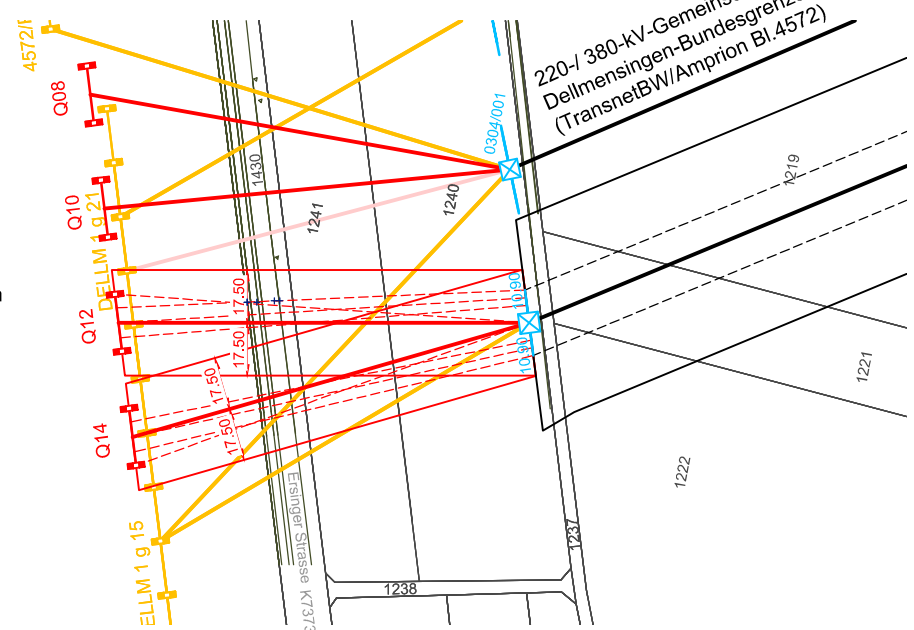 4572/
220-/ 380-kV-Gemeins
Dellmensingen-Bundesgrenz
(TransnetBW/Amprion Bl.4572)
Q08
0304/001
1430
1219
1240
1241
Q10
DELLM 1 g 21
10.90
17.50
Q12
17.50
10.90
1221
17.50
Q14
17.50
1222
Ersinger Strasse K7373
1237
ELLM 1 g 15
1238